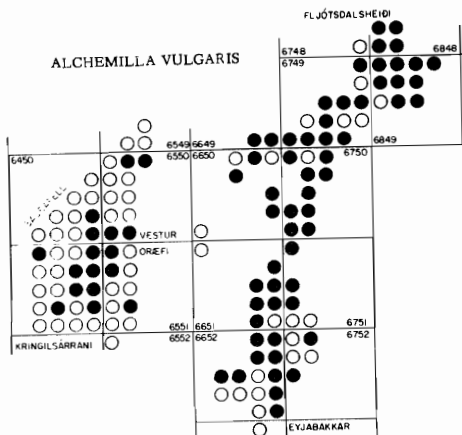 FLJÓTSDALSHEIÐI
ALCHEMILLA VULGARIS
6748
6848
6749
6849
6549 6649
6450
6550 6650
6750
VESTUR
ÖRÆFI
6551 6651
6751
KRINGILSÁRRANI
6552 6652
6752
EYJABAKKAR